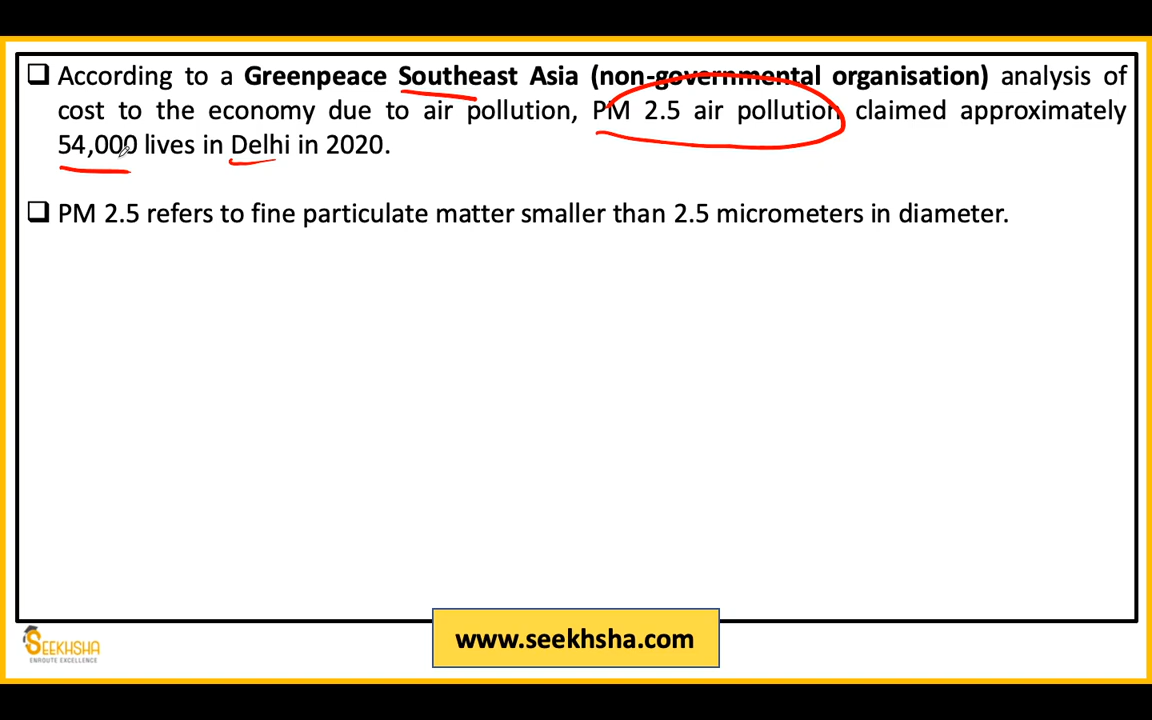 ❑ According to a Greenpeace Southeast Asia (non-governmental organisation) analysis of
cost to the economy due to air pollution, PM 2.5 air pollution claimed approximately
54,000 lives in Delhi in 2020.
❑ PM 2.5 refers to fine particulate matter smaller than 2.5 micrometers in diameter.
www.seekhsha.com
SEEKHSHA
ENROUTE EXCELLENCE